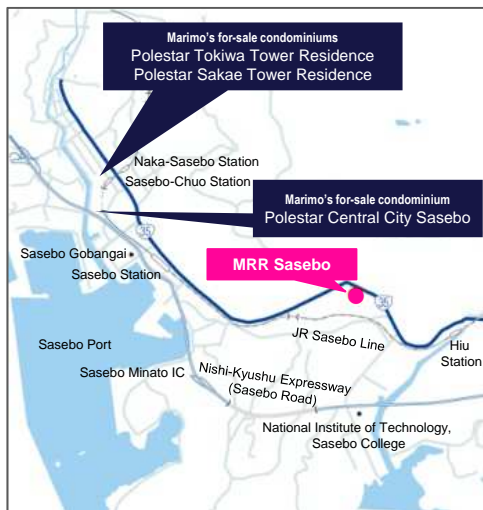 Marimo's for-sale condominiums
Polestar Tokiwa Tower Residence
Polestar Sakae Tower Residence
Naka-Sasebo Station
Sasebo-Chuo Station
Marimo's for-sale condominium
Polestar Central City Sasebo
35
Sasebo Gobangai
Sasebo Station
MRR Sasebo
35
JR Sasebo Line
Hiu
Station
Sasebo Port
Sasebo Minato IC
Nishi-Kyushu Expressway
(Sasebo Road)
National Institute of Technology,
Sasebo College